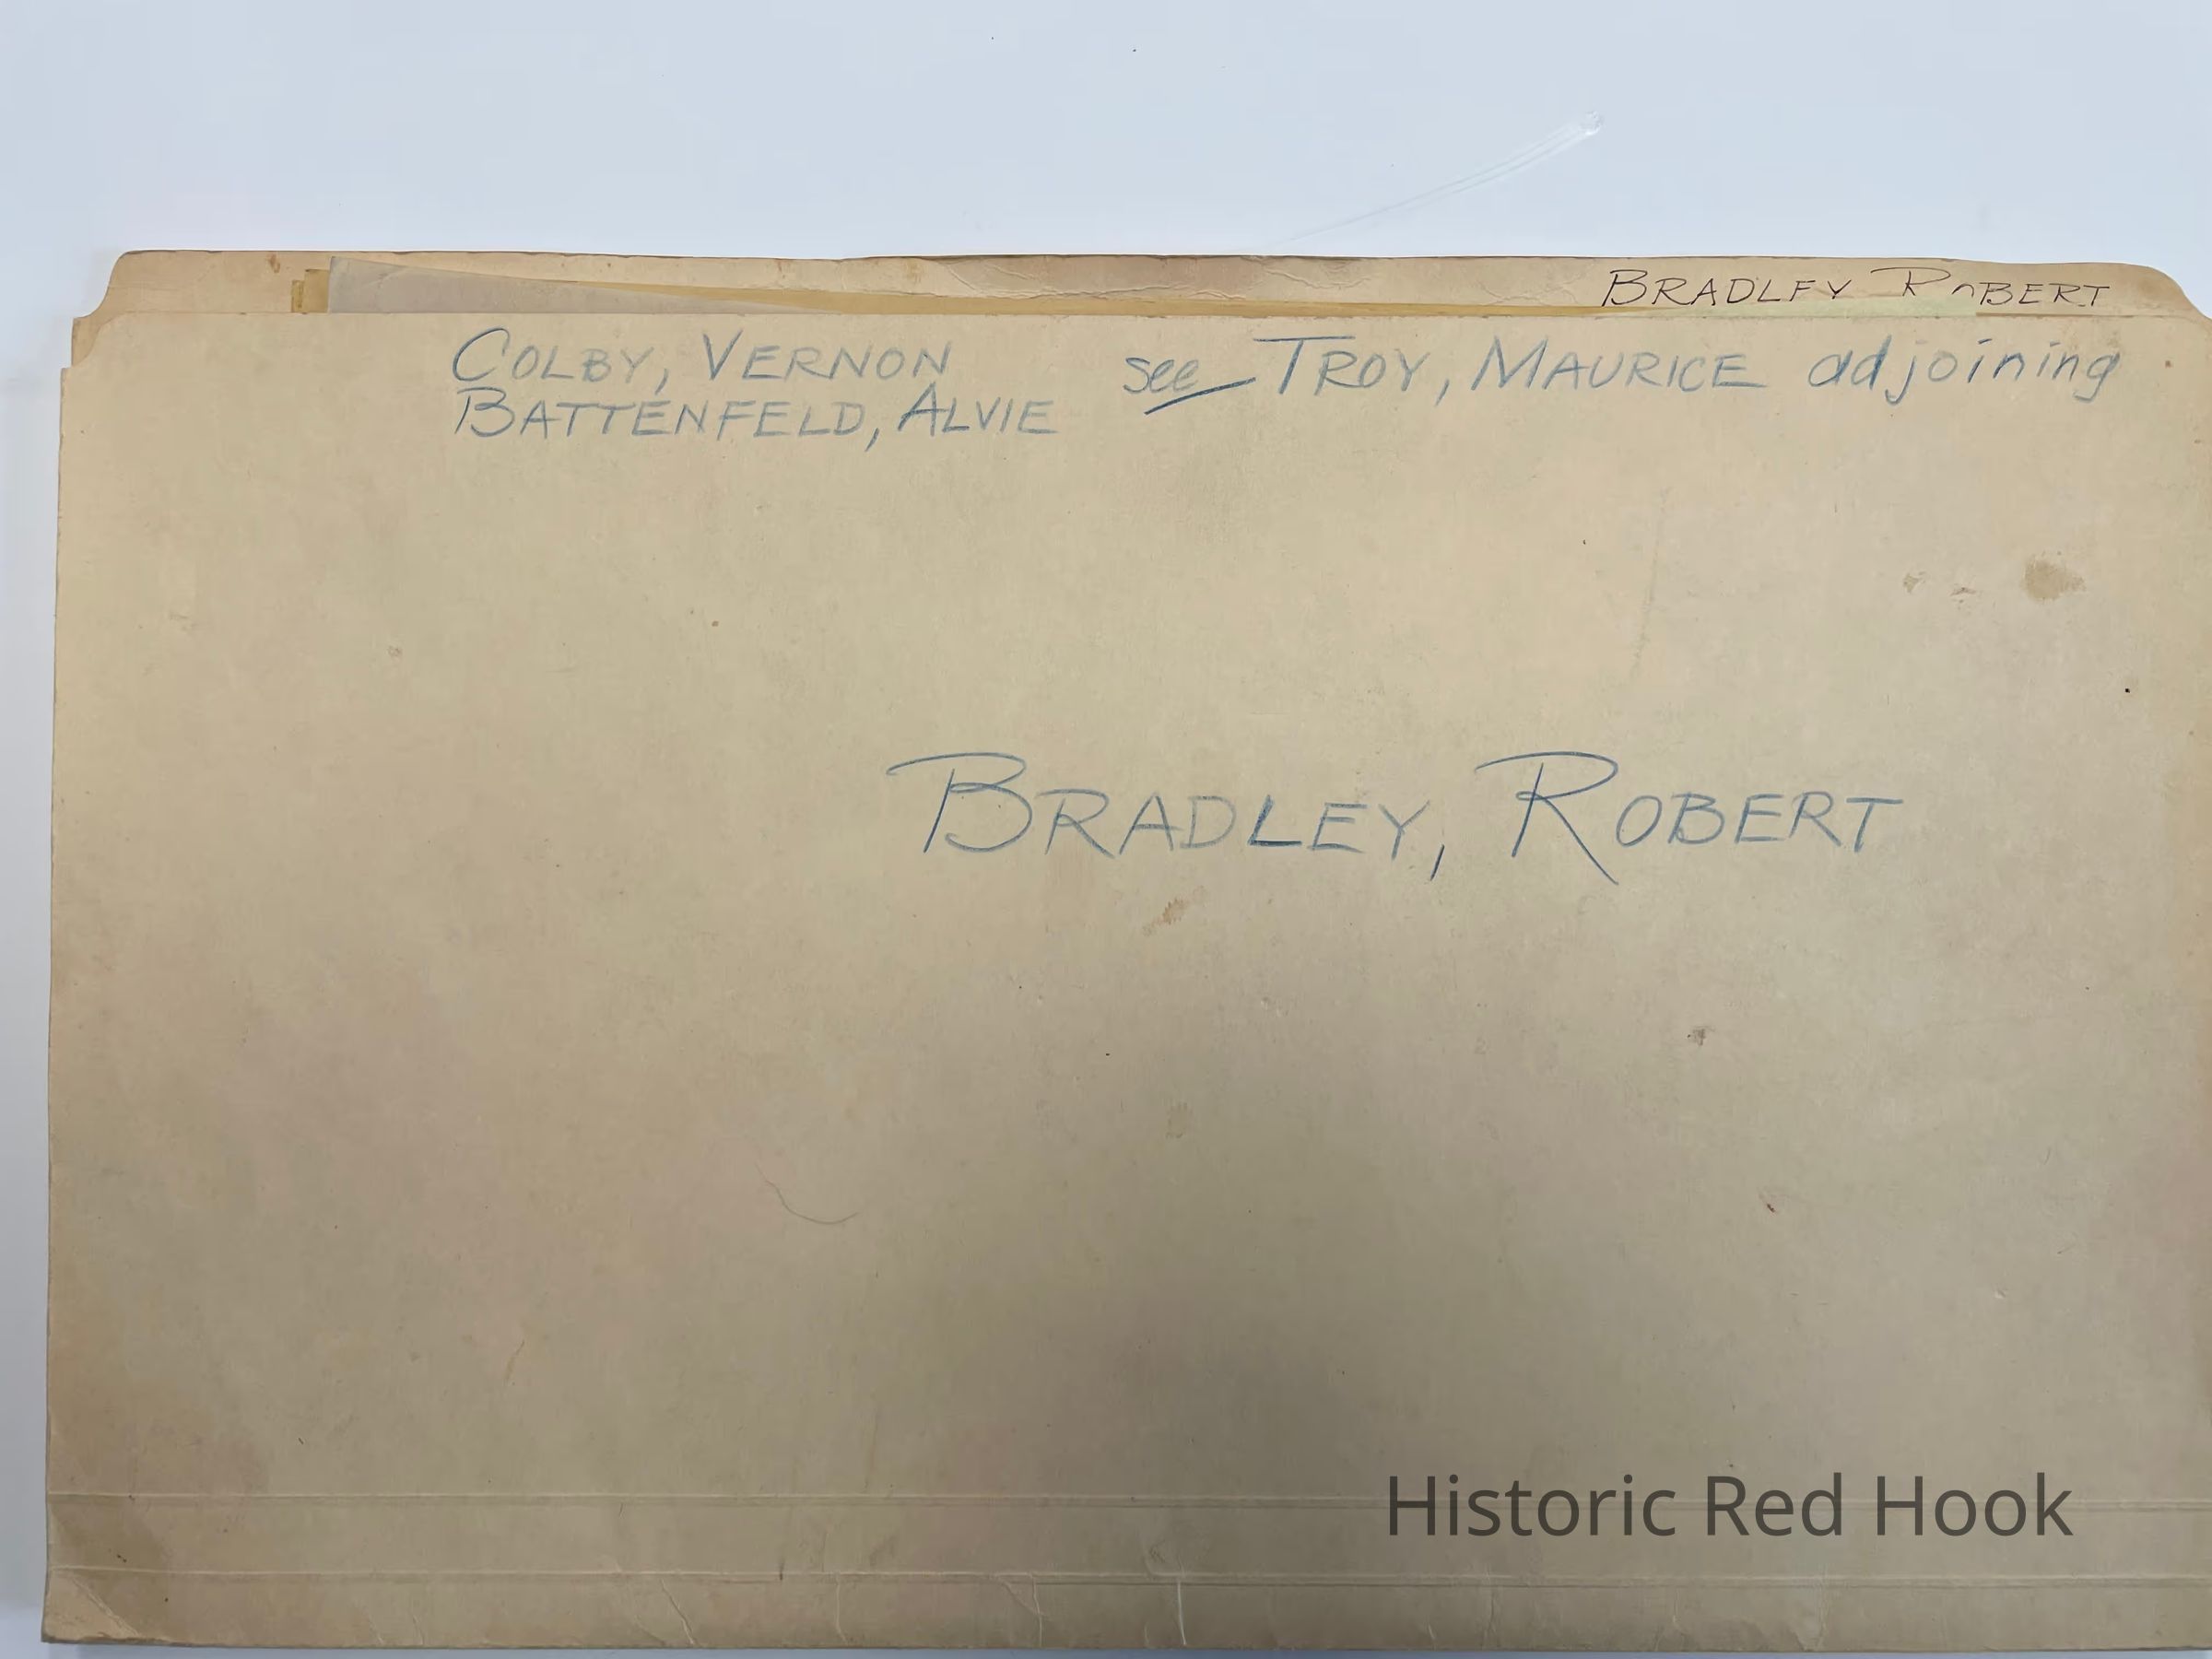 BRADLEY ROBERT
COLBY, VERNON see TROY, MAURICE adjoining
BATTENFELD, ALVIE
BRADLEY, ROBERT
Historic Red Hook